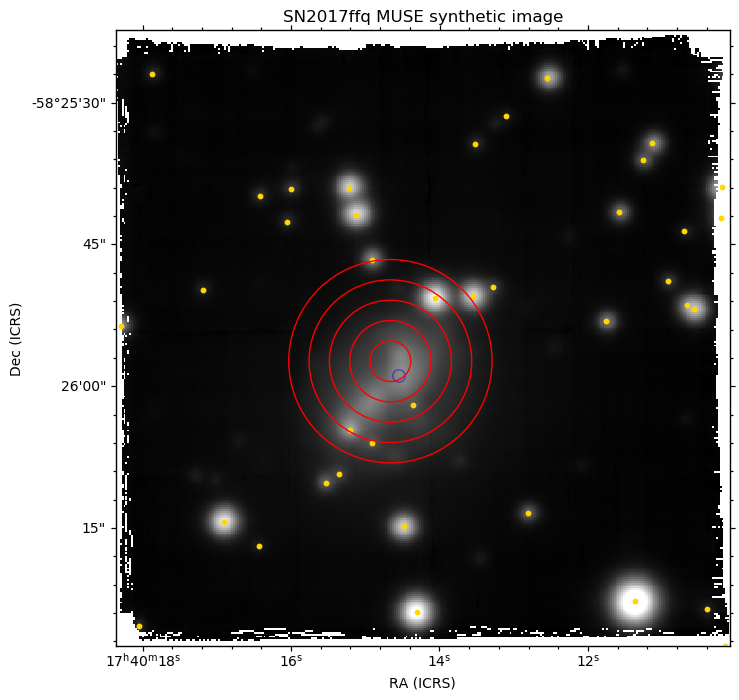 SN2017ffq MUSE synthetic image
-58°25'30"
45"
26'00"
15"
Dec (ICRS)
17ʰ40ᵐ18ˢ
16ˢ
14ˢ
12ˢ
RA (ICRS)